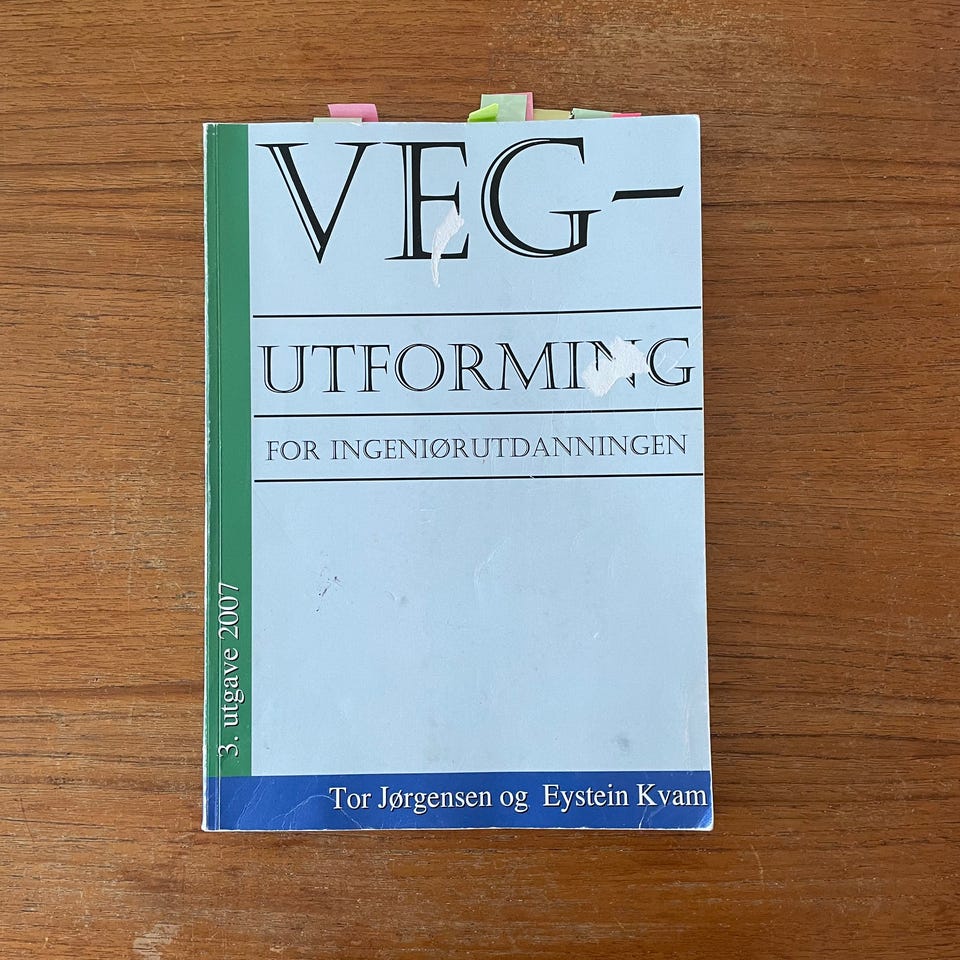 VEG-
UTFORMING
FOR INGENIØRUTDANNINGEN
3. utgave 2007
Tor Jørgensen og Eystein Kvam